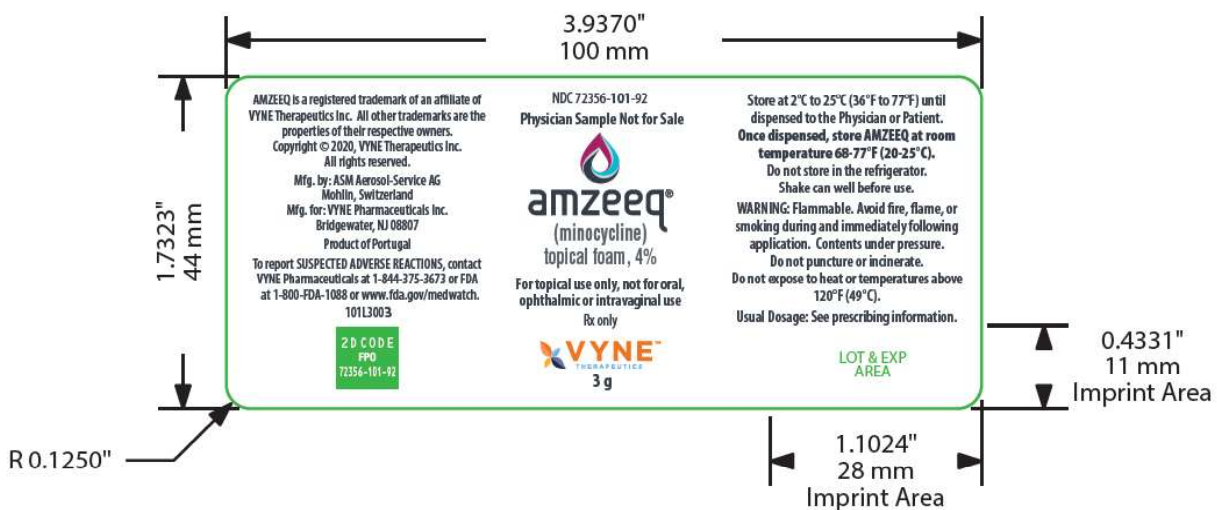 3.9370"
100 mm
1.7323"
44 mm
AMZEEQ is a registered trademark of an affiliate of
VYNE Therapeutics Inc. All other trademarks are the
properties of their respective owners.
Copyright © 2020, VYNE Therapeutics Inc.
All rights reserved.
Mfg. by: ASM Aerosol-Service AG
Mohlin, Switzerland
Mfg. for: VYNE Pharmaceuticals Inc.
Bridgewater, NJ 08807
Product of Portugal
To report SUSPECTED ADVERSE REACTIONS, contact
VYNE Pharmaceuticals at 1-844-375-3673 or FDA
at 1-800-FDA-1088 or www.fda.gov/medwatch.
101L3003
2D CODE
FPO
72356-101-92
NDC 72356-101-92
Physician Sample Not for Sale
amzeeq®
(minocycline)
topical foam, 4%
For topical use only, not for oral,
ophthalmic or intravaginal use
Rx only
VYNE™
THERAPEUTICS
3 g
Store at 2°C to 25°C (36°F to 77°F) until
dispensed to the Physician or Patient.
Once dispensed, store AMZEEQ at room
temperature 68-77°F (20-25°C).
Do not store in the refrigerator.
Shake can well before use.
WARNING: Flammable. Avoid fire, flame, or
smoking during and immediately following
application. Contents under pressure.
Do not puncture or incinerate.
Do not expose to heat or temperatures above
120°F (49°C).
Usual Dosage: See prescribing information.
LOT & EXP
AREA
0.4331"
11 mm
Imprint Area
1.1024"
28 mm
Imprint Area
R 0.1250"